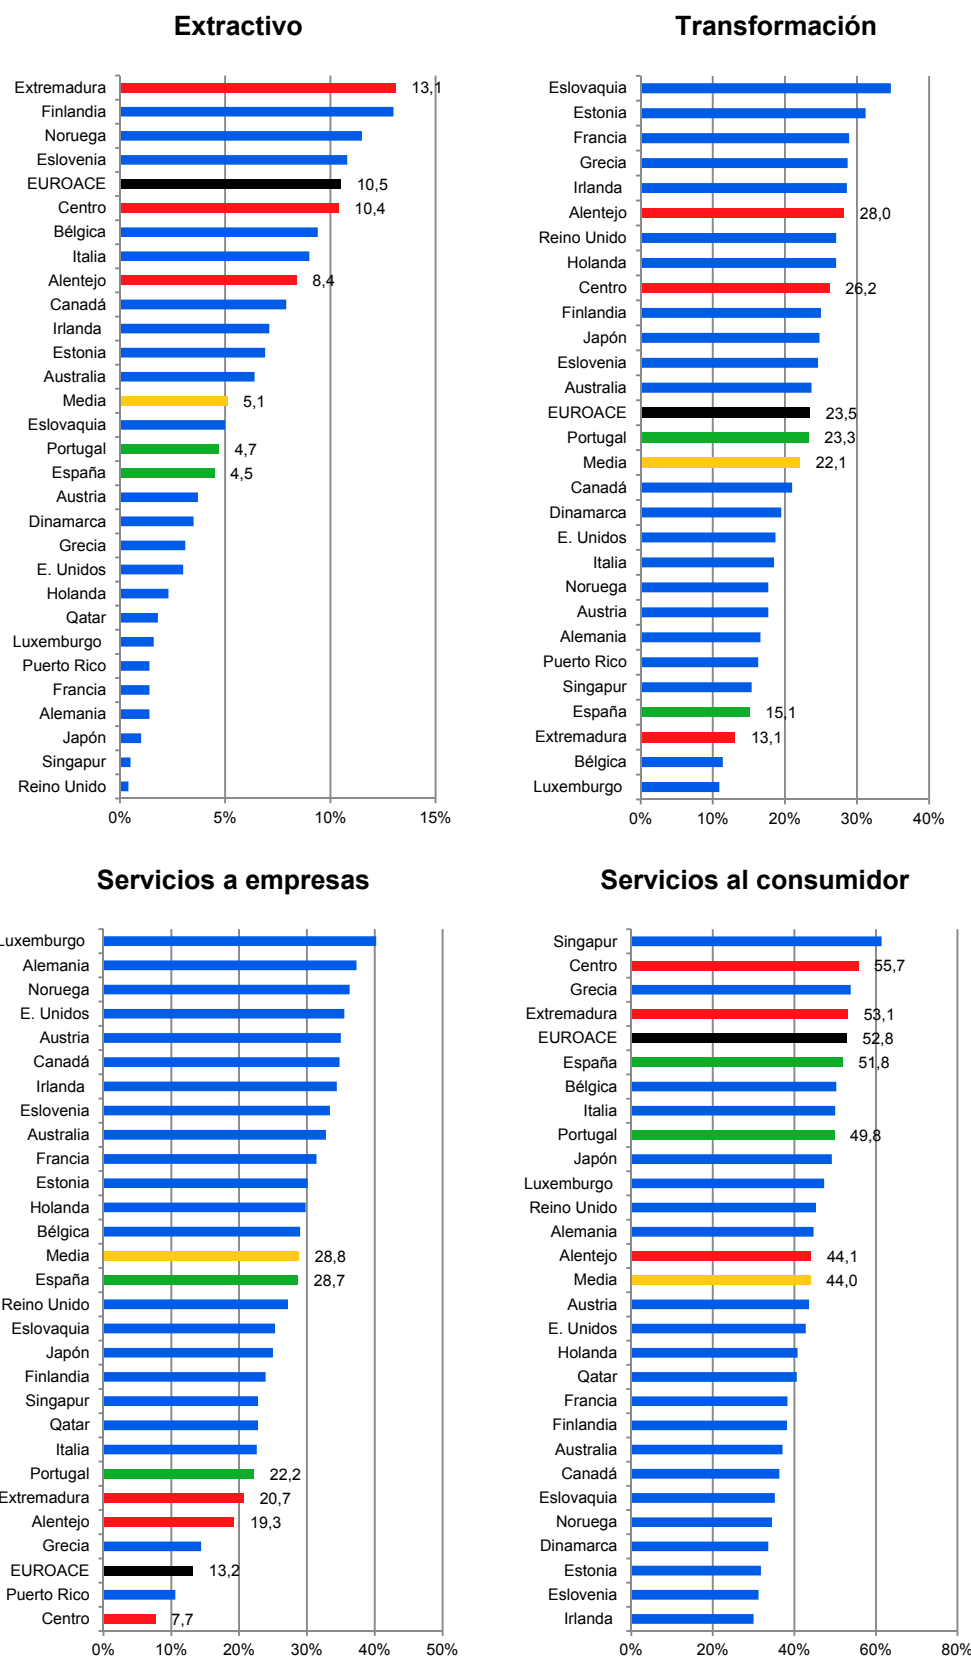 Extractivo
Extremadura 13,1
Finlandia
Noruega
Eslovenia
EUROACE 10,5
Centro 10,4
Bélgica
Italia
Alentejo 8,4
Canadá
Irlanda
Estonia
Australia
Media 5,1
Eslovaquia
Portugal 4,7
España 4,5
Austria
Dinamarca
Grecia
E. Unidos
Holanda
Qatar
Luxemburgo
Puerto Rico
Francia
Alemania
Japón
Singapur
Reino Unido
0% 5% 10% 15%
Transformación
Eslovaquia
Estonia
Francia
Grecia
Irlanda
Alentejo 28,0
Reino Unido
Holanda
Centro 26,2
Finlandia
Japón
Eslovenia
Australia
EUROACE 23,5
Portugal 23,3
Media 22,1
Canadá
Dinamarca
E. Unidos
Italia
Noruega
Austria
Alemania
Puerto Rico
Singapur
España 15,1
Extremadura 13,1
Bélgica
Luxemburgo
0% 10% 20% 30% 40%
Servicios a empresas
Luxemburgo
Alemania
Noruega
E. Unidos
Austria
Canadá
Irlanda
Eslovenia
Australia
Francia
Estonia
Holanda
Bélgica
Media 28,8
España 28,7
Reino Unido
Eslovaquia
Japón
Finlandia
Singapur
Qatar
Italia
Portugal 22,2
Extremadura 20,7
Alentejo 19,3
Grecia
EUROACE 13,2
Puerto Rico
Centro 7,7
0% 10% 20% 30% 40% 50%
Servicios al consumidor
Singapur
Centro 55,7
Grecia
Extremadura 53,1
EUROACE 52,8
España 51,8
Bélgica
Italia
Portugal 49,8
Japón
Luxemburgo
Reino Unido
Alemania
Alentejo 44,1
Media 44,0
Austria
E. Unidos
Holanda
Qatar
Francia
Finlandia
Australia
Canadá
Eslovaquia
Noruega
Dinamarca
Estonia
Eslovenia
Irlanda
0% 20% 40% 60% 80%